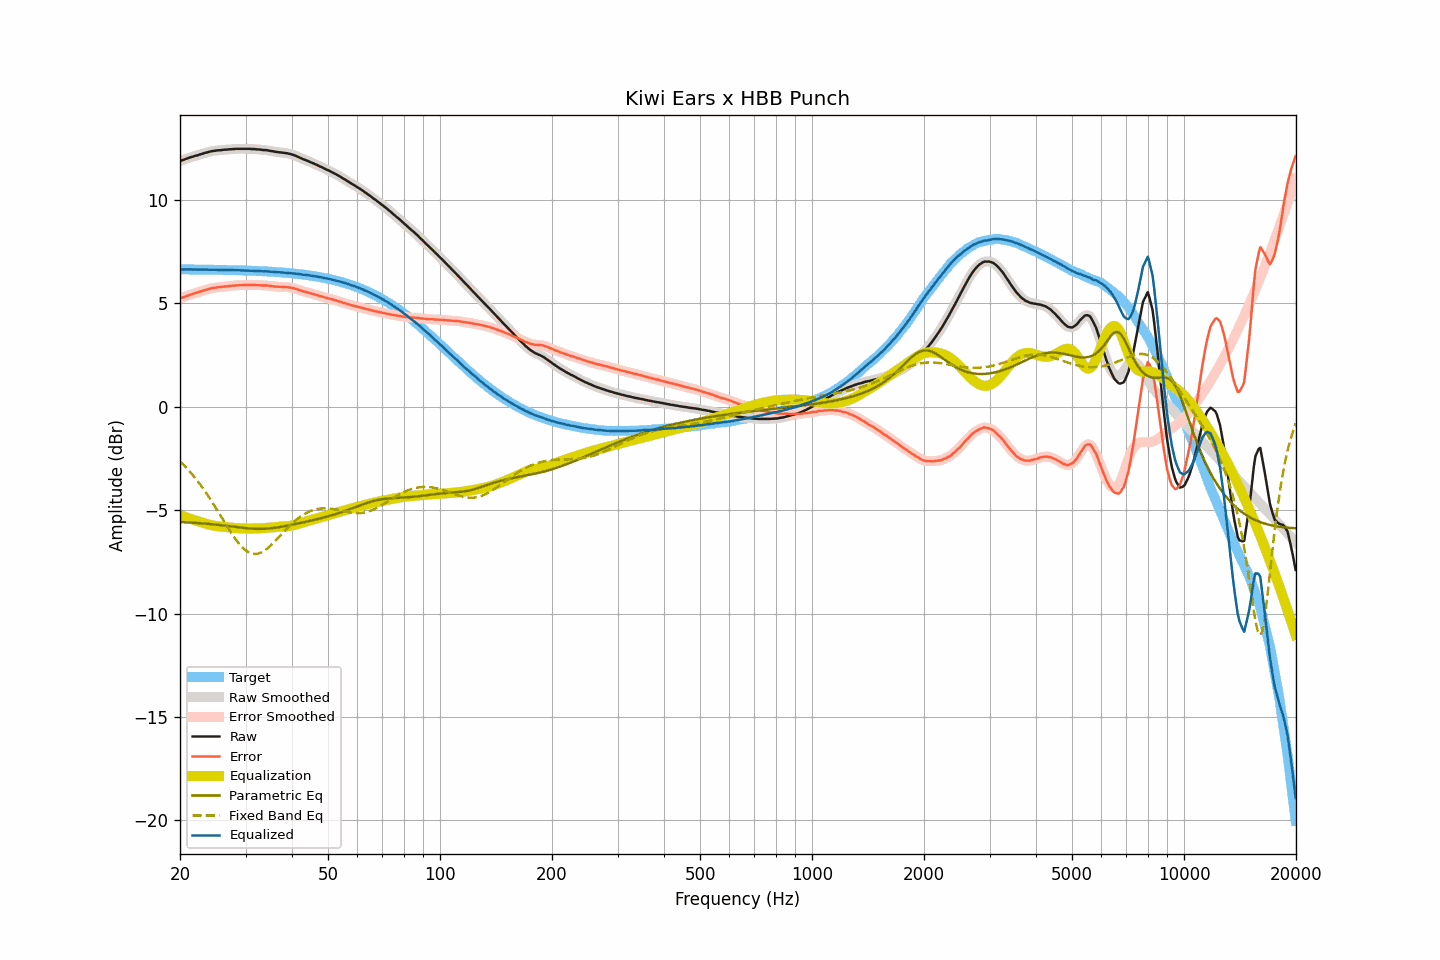 Kiwi Ears x HBB Punch
Amplitude (dBr)
10
5
0
−5
−10
−15
−20
Target
Raw Smoothed
Error Smoothed
Raw
Error
Equalization
Parametric Eq
Fixed Band Eq
Equalized
20 50 100 200 500 1000 2000 5000 10000 20000
Frequency (Hz)